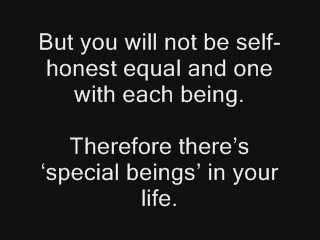 But you will not be self-
honest equal and one
with each being.
Therefore there's
‘special beings’ in your
life.